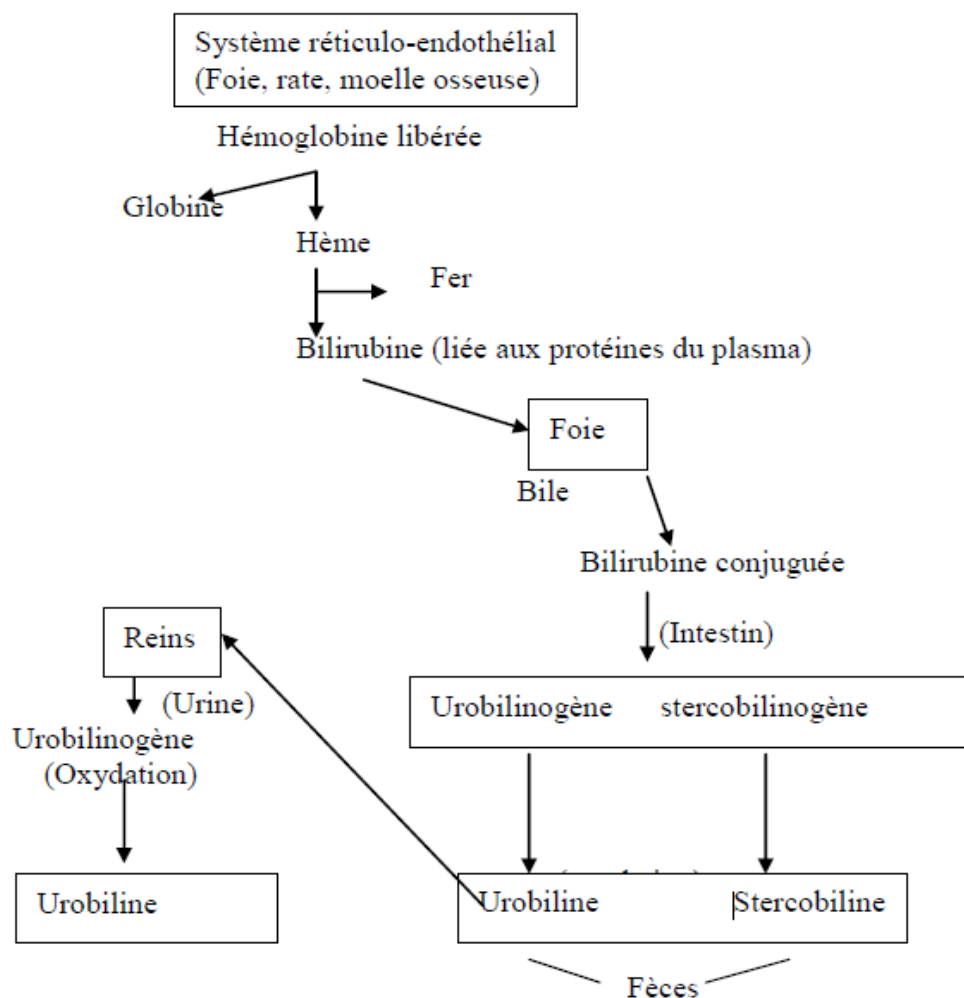 Système réticulo-endothélial
(Foie, rate, moelle osseuse)
Hémoglobine libérée
Globine
Hème
Fer
Bilirubine (liée aux protéines du plasma)
Foie
Bile
Bilirubine conjuguée
(Intestin)
Reins
(Urine)
Urobilinogène
(Oxydation)
Urobilinogène stercobilinogène
Urobiline
Urobiline Stercobiline
Fèces